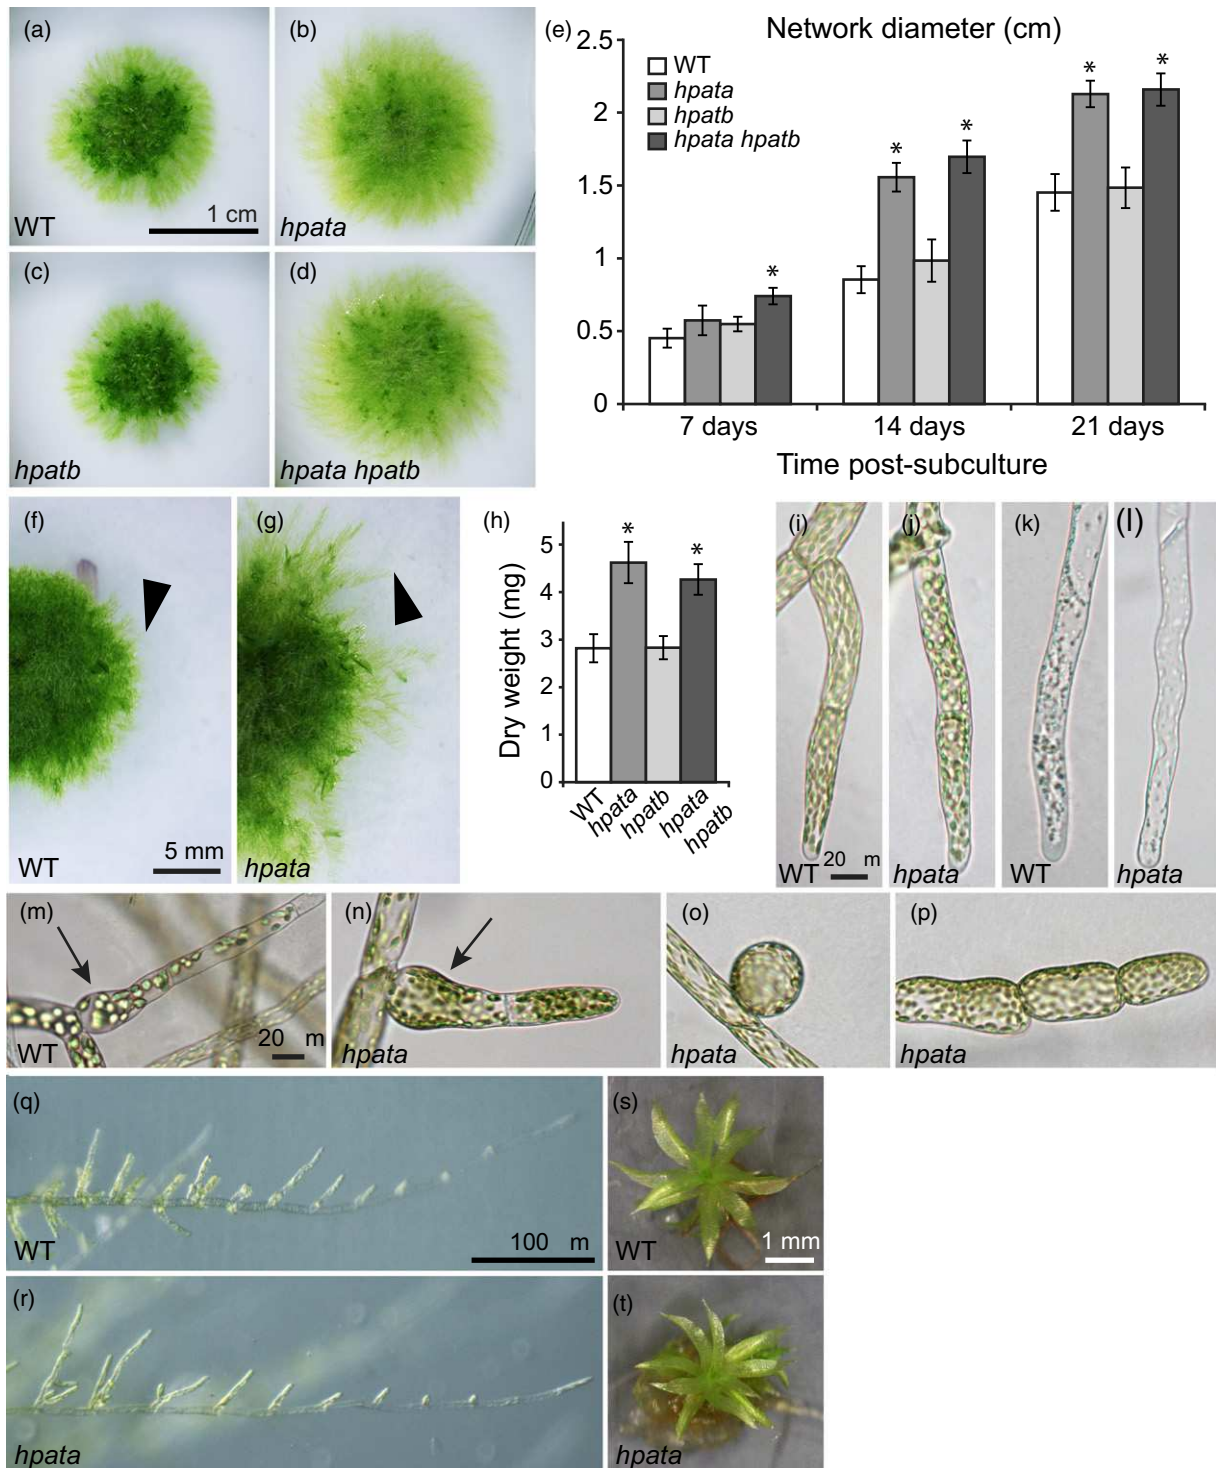 (a)
WT
1 cm
(b)
hpata
(c)
hpatb
(d)
hpata hpatb
(e)
Network diameter (cm)
2.5
2
1.5
1
0.5
0
WT
hpata
hpatb
hpata hpatb
*
*
*
*
*
7 days
14 days
21 days
Time post-subculture
(f)
WT
5 mm
(g)
hpata
(h)
Dry weight (mg)
5
4
3
2
1
0
*
*
WT
hpata
hpatb
hpata
hpatb
(i)
WT
20 m
(j)
hpata
(k)
WT
(l)
hpata
(m)
WT
20 m
(n)
hpata
(o)
hpata
(p)
hpata
(q)
WT
100 m
(r)
hpata
(s)
WT
1 mm
(t)
hpata